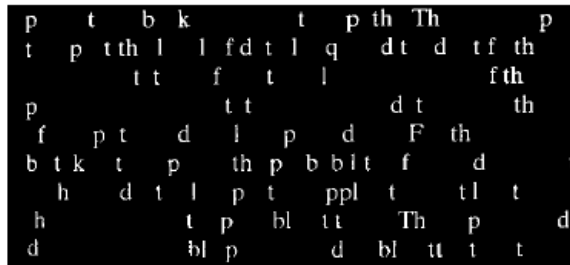 p t b k t p th Th p
t p t th l l f d t l q d t d t f th
t t f t l f th
p t t d t th
f p t d l p d F th
b t k t p th p b b l t f d
h d t l p t ppl t t l t
h t p bl t t Th p d
d bl p d bl tt t t